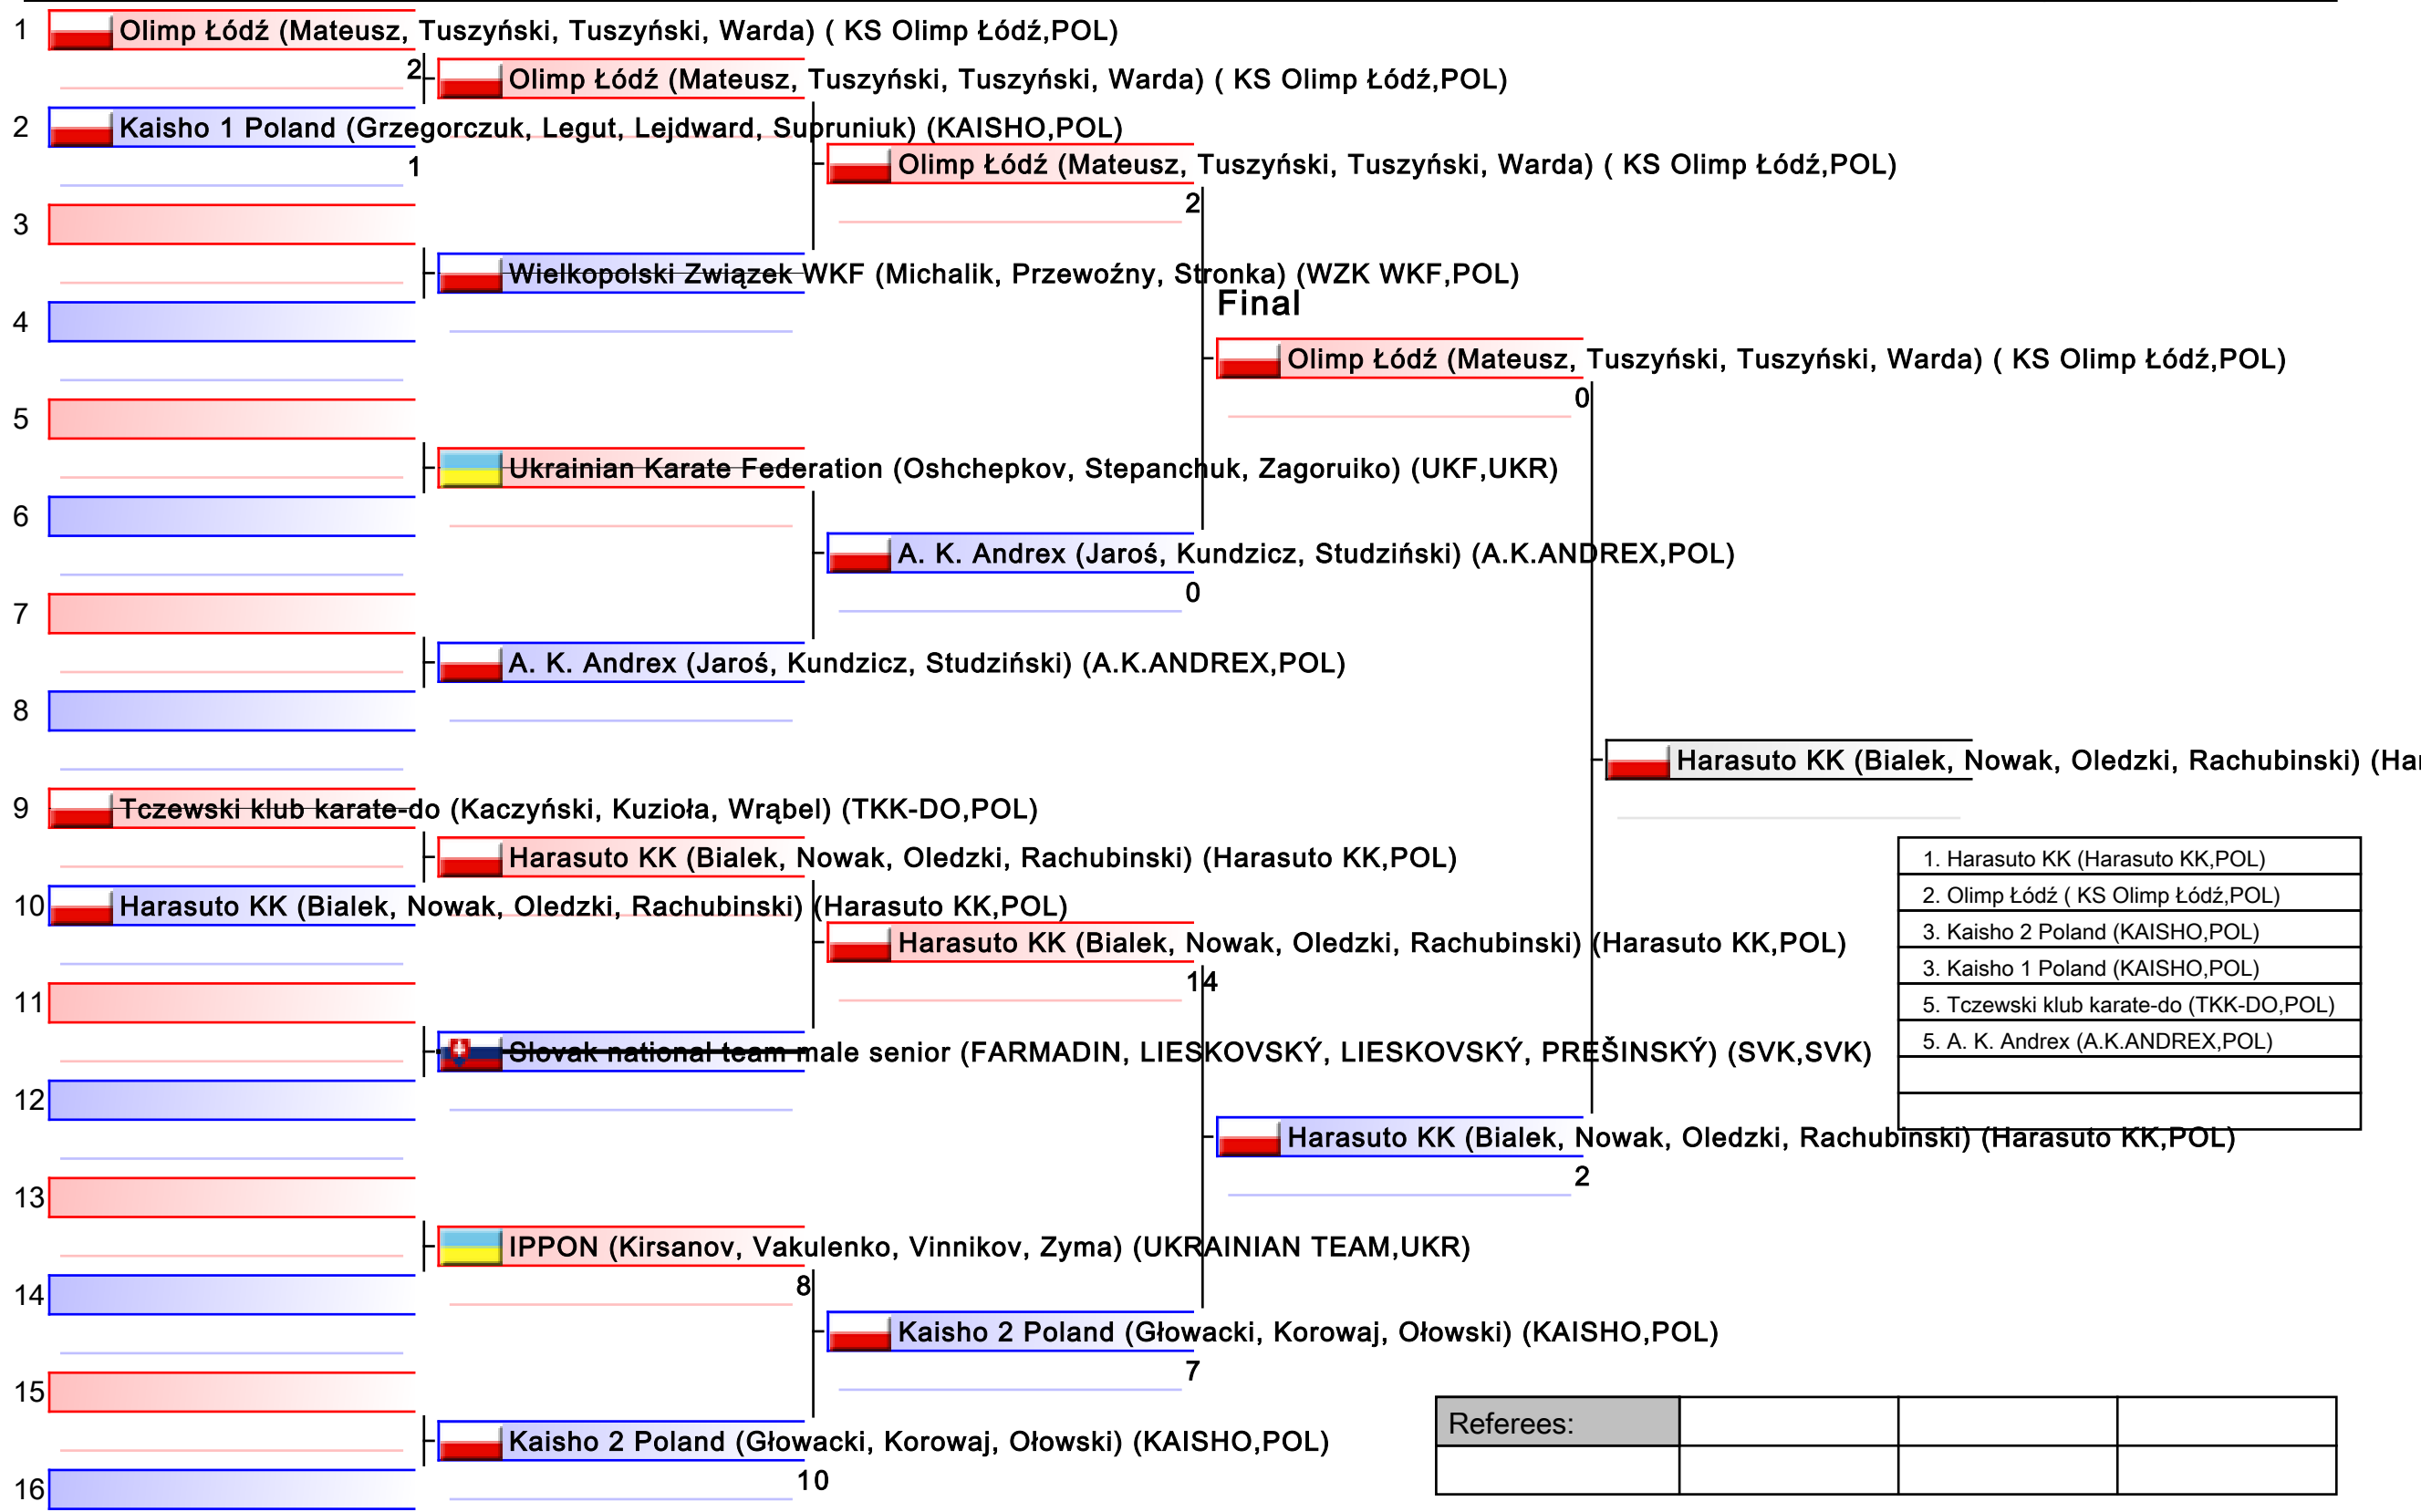 1 Olimp Łódź (Mateusz, Tuszyński, Tuszyński, Warda) ( KS Olimp Łódź,POL)
2
Olimp Łódź (Mateusz, Tuszyński, Tuszyński, Warda) ( KS Olimp Łódź,POL)
2 Kaisho 1 Poland (Grzegorczuk, Legut, Lejdward, Supruniuk) (KAISHO,POL)
1
Olimp Łódź (Mateusz, Tuszyński, Tuszyński, Warda) ( KS Olimp Łódź,POL)
2
3
Wielkopolski Związek WKF (Michalik, Przewoźny, Stronka) (WZK WKF,POL)
Final
4
Olimp Łódź (Mateusz, Tuszyński, Tuszyński, Warda) ( KS Olimp Łódź,POL)
0
5
Ukrainian Karate Federation (Oshchepkov, Stepanchuk, Zagoruiko) (UKF,UKR)
6
A. K. Andrex (Jaroś, Kundzicz, Studziński) (A.K.ANDREX,POL)
0
7
A. K. Andrex (Jaroś, Kundzicz, Studziński) (A.K.ANDREX,POL)
8
Harasuto KK (Bialek, Nowak, Oledzki, Rachubinski) (Ha
9 Tczewski klub karate-do (Kaczyński, Kuzioła, Wrąbel) (TKK-DO,POL)
Harasuto KK (Bialek, Nowak, Oledzki, Rachubinski) (Harasuto KK,POL)
10 Harasuto KK (Bialek, Nowak, Oledzki, Rachubinski) (Harasuto KK,POL)
Harasuto KK (Bialek, Nowak, Oledzki, Rachubinski) (Harasuto KK,POL)
14
11
Slovak national team male senior (FARMADIN, LIESKOVSKÝ, LIESKOVSKÝ, PREŠINSKÝ) (SVK,SVK)
12
Harasuto KK (Bialek, Nowak, Oledzki, Rachubinski) (Harasuto KK,POL)
2
13
IPPON (Kirsanov, Vakulenko, Vinnikov, Zyma) (UKRAINIAN TEAM,UKR)
8
14
Kaisho 2 Poland (Głowacki, Korowaj, Ołowski) (KAISHO,POL)
7
15
Kaisho 2 Poland (Głowacki, Korowaj, Ołowski) (KAISHO,POL)
10
16
1. Harasuto KK (Harasuto KK,POL)
2. Olimp Łódź ( KS Olimp Łódź,POL)
3. Kaisho 2 Poland (KAISHO,POL)
3. Kaisho 1 Poland (KAISHO,POL)
5. Tczewski klub karate-do (TKK-DO,POL)
5. A. K. Andrex (A.K.ANDREX,POL)
Referees: